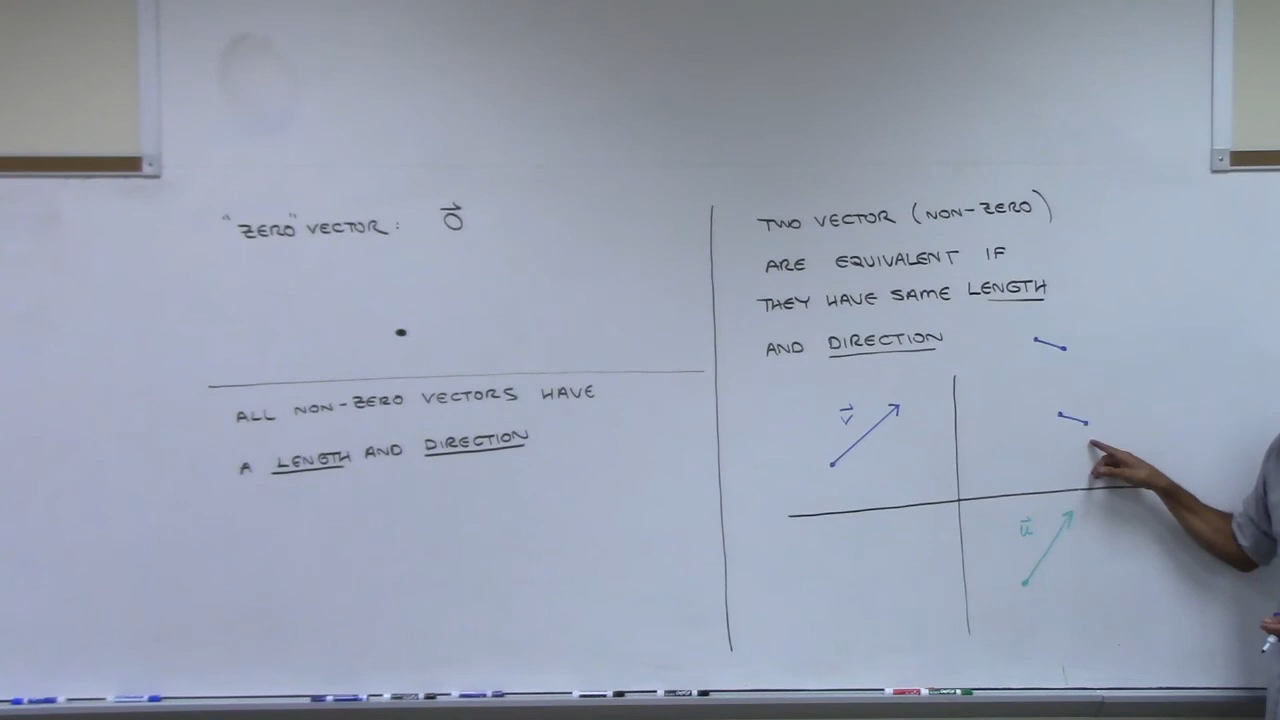 "ZERO" VECTOR: 0⃗
ALL NON-ZERO VECTORS HAVE
A LENGTH AND DIRECTION
TWO VECTOR (NON-ZERO)
ARE EQUIVALENT IF
THEY HAVE SAME LENGTH
AND DIRECTION
v⃗
u⃗